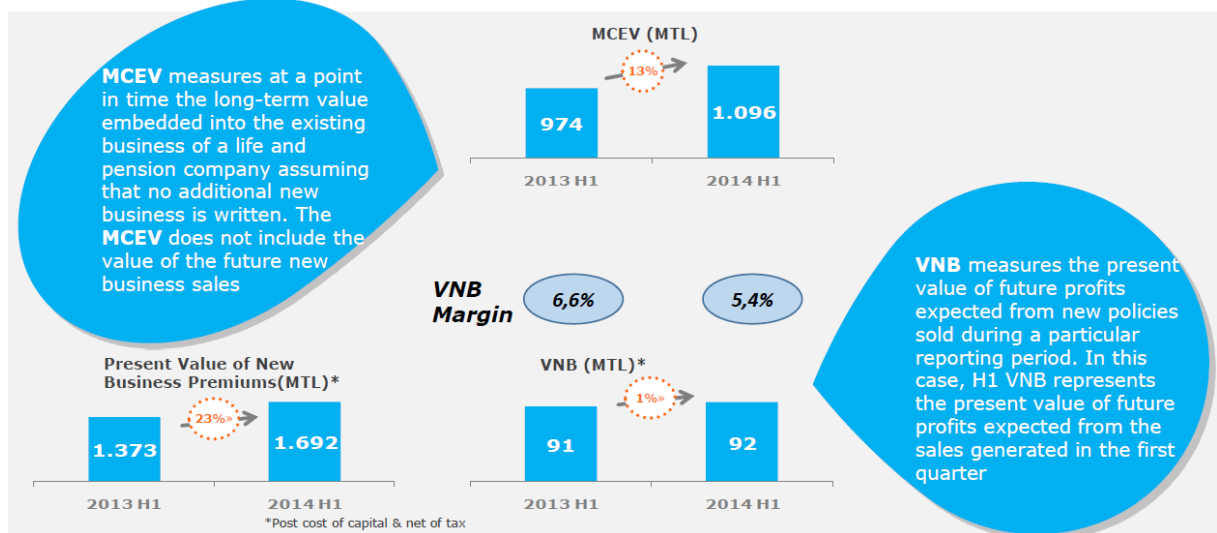 MCEV measures at a point
in time the long-term value
embedded into the existing
business of a life and
pension company assuming
that no additional new
business is written. The
MCEV does not include the
value of the future new
business sales
MCEV (MTL)
13%
974
1.096
2013 H1
2014 H1
VNB
Margin
6,6%
5,4%
VNB measures the present
value of future profits
expected from new policies
sold during a particular
reporting period. In this
case, H1 VNB represents
the present value of future
profits expected from the
sales generated in the first
quarter
Present Value of New
Business Premiums(MTL)*
23%»
1.373
1.692
2013 H1
2014 H1
VNB (MTL)*
1%»
91
92
2013 H1
2014 H1
*Post cost of capital & net of tax